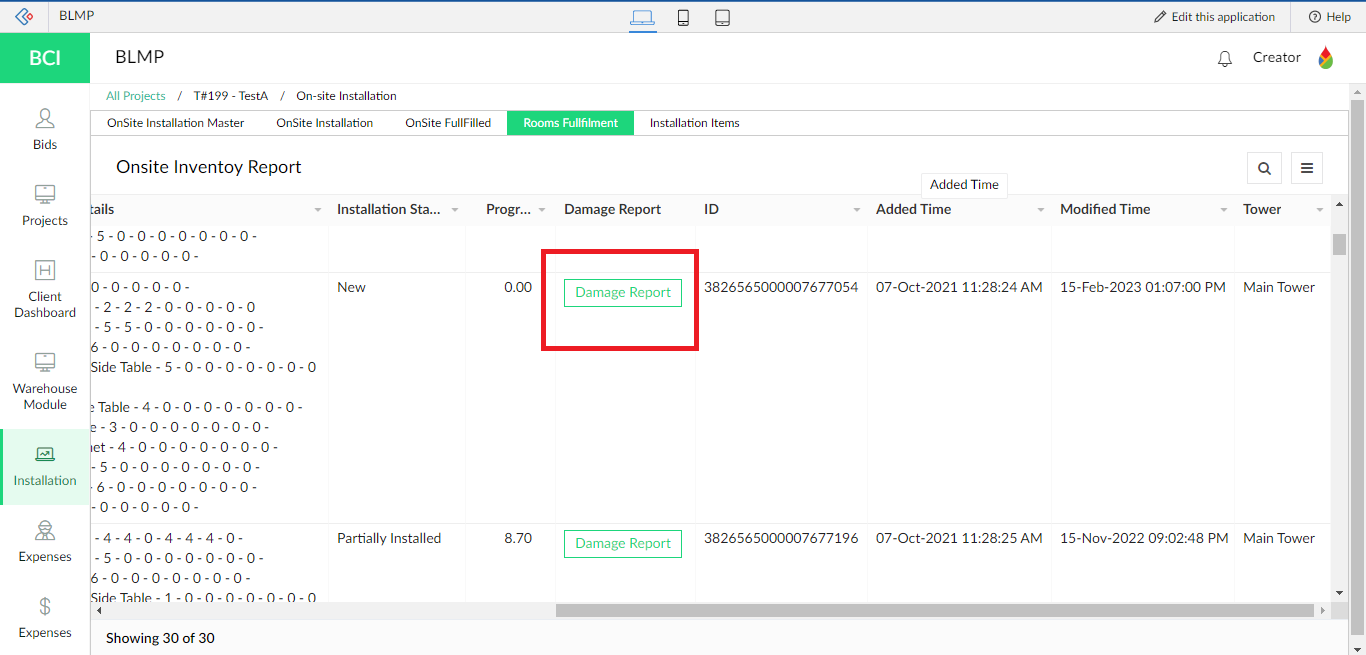 BLMP
Edit this application
Help
BCI
BLMP
Creator
All Projects / T#199 - TestA / On-site Installation
OnSite Installation Master
OnSite Installation
OnSite FullFilled
Rooms Fullfilment
Installation Items
Onsite Inventoy Report
Added Time
tails
Installation Sta...
Progr...
Damage Report
ID
Added Time
Modified Time
Tower
- 5 - 0 - 0 - 0 - 0 - 0 - 0 - 0 -
- 0 - 0 - 0 - 0 - 0 -
0 - 0 - 0 - 0 - 0 -
- 2 - 2 - 2 - 0 - 0 - 0 - 0 - 0
- 5 - 5 - 0 - 0 - 0 - 0 - 0 - 0 -
6 - 0 - 0 - 0 - 0 - 0 - 0 - 0 -
Side Table - 5 - 0 - 0 - 0 - 0 - 0 - 0 - 0
e Table - 4 - 0 - 0 - 0 - 0 - 0 - 0 - 0 -
e - 3 - 0 - 0 - 0 - 0 - 0 - 0 - 0 -
net - 4 - 0 - 0 - 0 - 0 - 0 - 0 - 0 -
- 5 - 0 - 0 - 0 - 0 - 0 - 0 - 0 -
- 6 - 0 - 0 - 0 - 0 - 0 - 0 - 0 -
- 0 - 0 - 0 - 0 - 0 -
New
0.00
Damage Report
3826565000007677054
07-Oct-2021 11:28:24 AM
15-Feb-2023 01:07:00 PM
Main Tower
- 4 - 4 - 0 - 4 - 4 - 4 - 0 -
- 5 - 0 - 0 - 0 - 0 - 0 - 0 - 0 -
6 - 0 - 0 - 0 - 0 - 0 - 0 - 0 -
Side Table - 1 - 0 - 0 - 0 - 0 - 0 - 0 - 0
Partially Installed
8.70
Damage Report
3826565000007677196
07-Oct-2021 11:28:25 AM
15-Nov-2022 09:02:48 PM
Main Tower
Showing 30 of 30
Bids
Projects
Client
Dashboard
Warehouse
Module
Installation
Expenses
Expenses